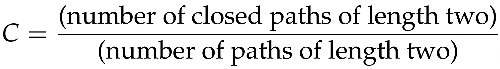 C = (number of closed paths of length two) / (number of paths of length two)